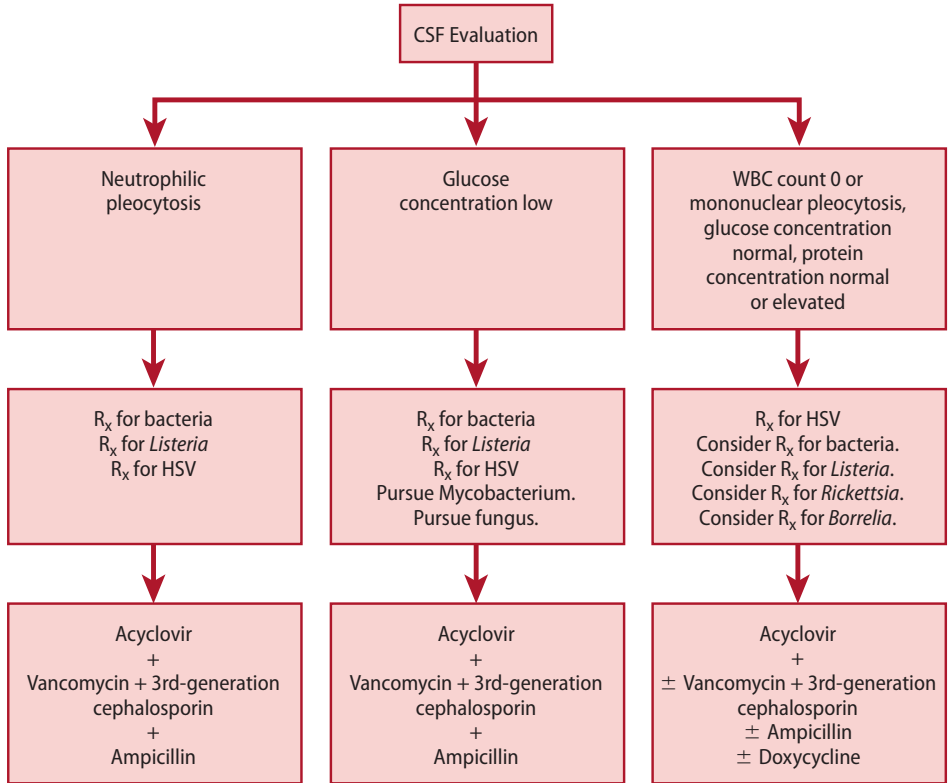 CSF Evaluation
Neutrophilic
pleocytosis
Glucose
concentration low
WBC count 0 or
mononuclear pleocytosis,
glucose concentration
normal, protein
concentration normal
or elevated
Rx for bacteria
Rx for Listeria
Rx for HSV
Rx for bacteria
Rx for Listeria
Rx for HSV
Pursue Mycobacterium.
Pursue fungus.
Rx for HSV
Consider Rx for bacteria.
Consider Rx for Listeria.
Consider Rx for Rickettsia.
Consider Rx for Borrelia.
Acyclovir
+
Vancomycin + 3rd-generation
cephalosporin
+
Ampicillin
Acyclovir
+
Vancomycin + 3rd-generation
cephalosporin
+
Ampicillin
Acyclovir
+
± Vancomycin + 3rd-generation
cephalosporin
± Ampicillin
± Doxycycline